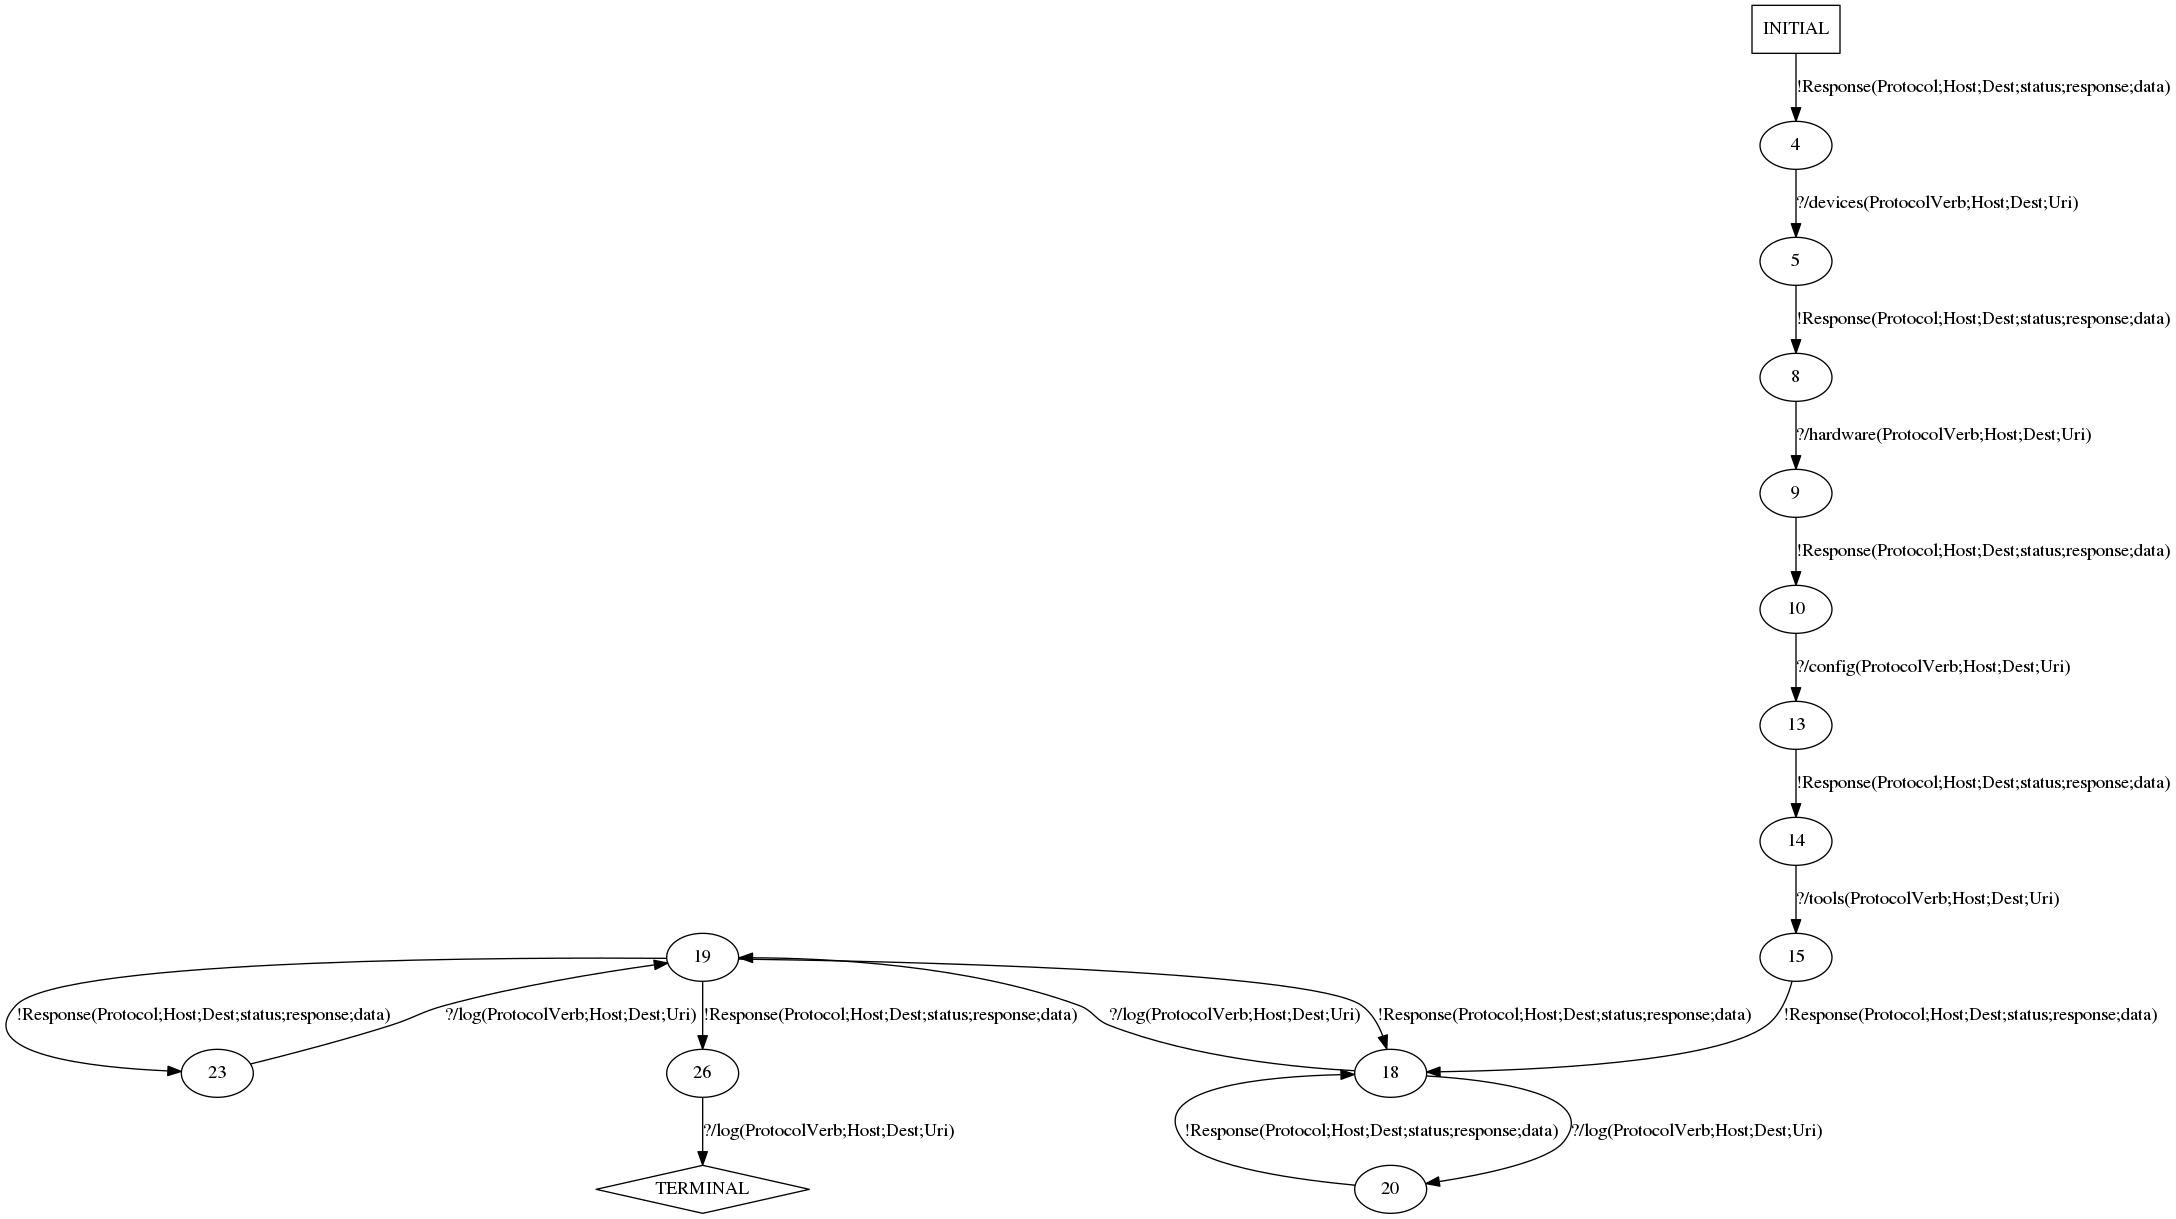 INITIAL
!Response(Protocol;Host;Dest;status;response;data)
4
?/devices(ProtocolVerb;Host;Dest;Uri)
5
!Response(Protocol;Host;Dest;status;response;data)
8
?/hardware(ProtocolVerb;Host;Dest;Uri)
9
!Response(Protocol;Host;Dest;status;response;data)
10
?/config(ProtocolVerb;Host;Dest;Uri)
13
!Response(Protocol;Host;Dest;status;response;data)
14
?/tools(ProtocolVerb;Host;Dest;Uri)
19
15
!Response(Protocol;Host;Dest;status;response;data)
?/log(ProtocolVerb;Host;Dest;Uri)
!Response(Protocol;Host;Dest;status;response;data)
?/log(ProtocolVerb;Host;Dest;Uri)
!Response(Protocol;Host;Dest;status;response;data)
!Response(Protocol;Host;Dest;status;response;data)
23
26
18
?/log(ProtocolVerb;Host;Dest;Uri)
!Response(Protocol;Host;Dest;status;response;data)
?/log(ProtocolVerb;Host;Dest;Uri)
TERMINAL
20